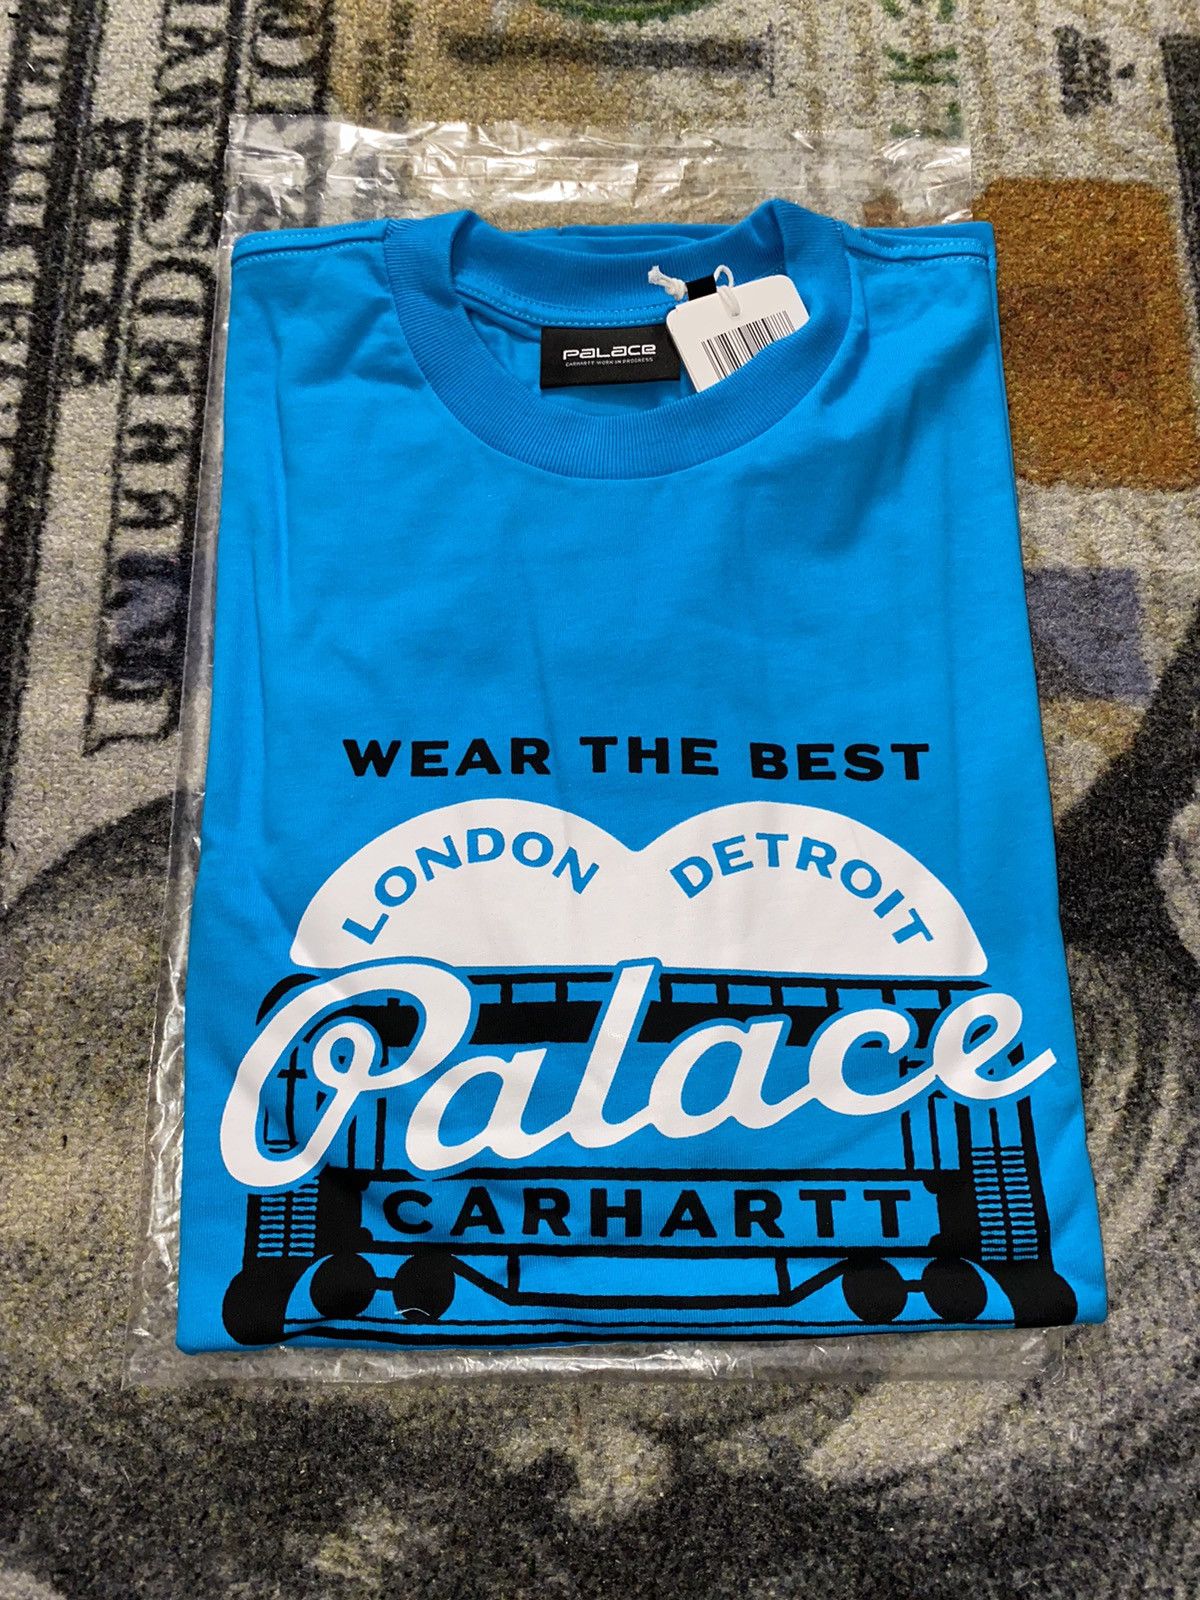 PALACE
CARHARTT WORK IN PROGRESS
WEAR THE BEST
LONDON DETROIT
Palace
CARHARTT